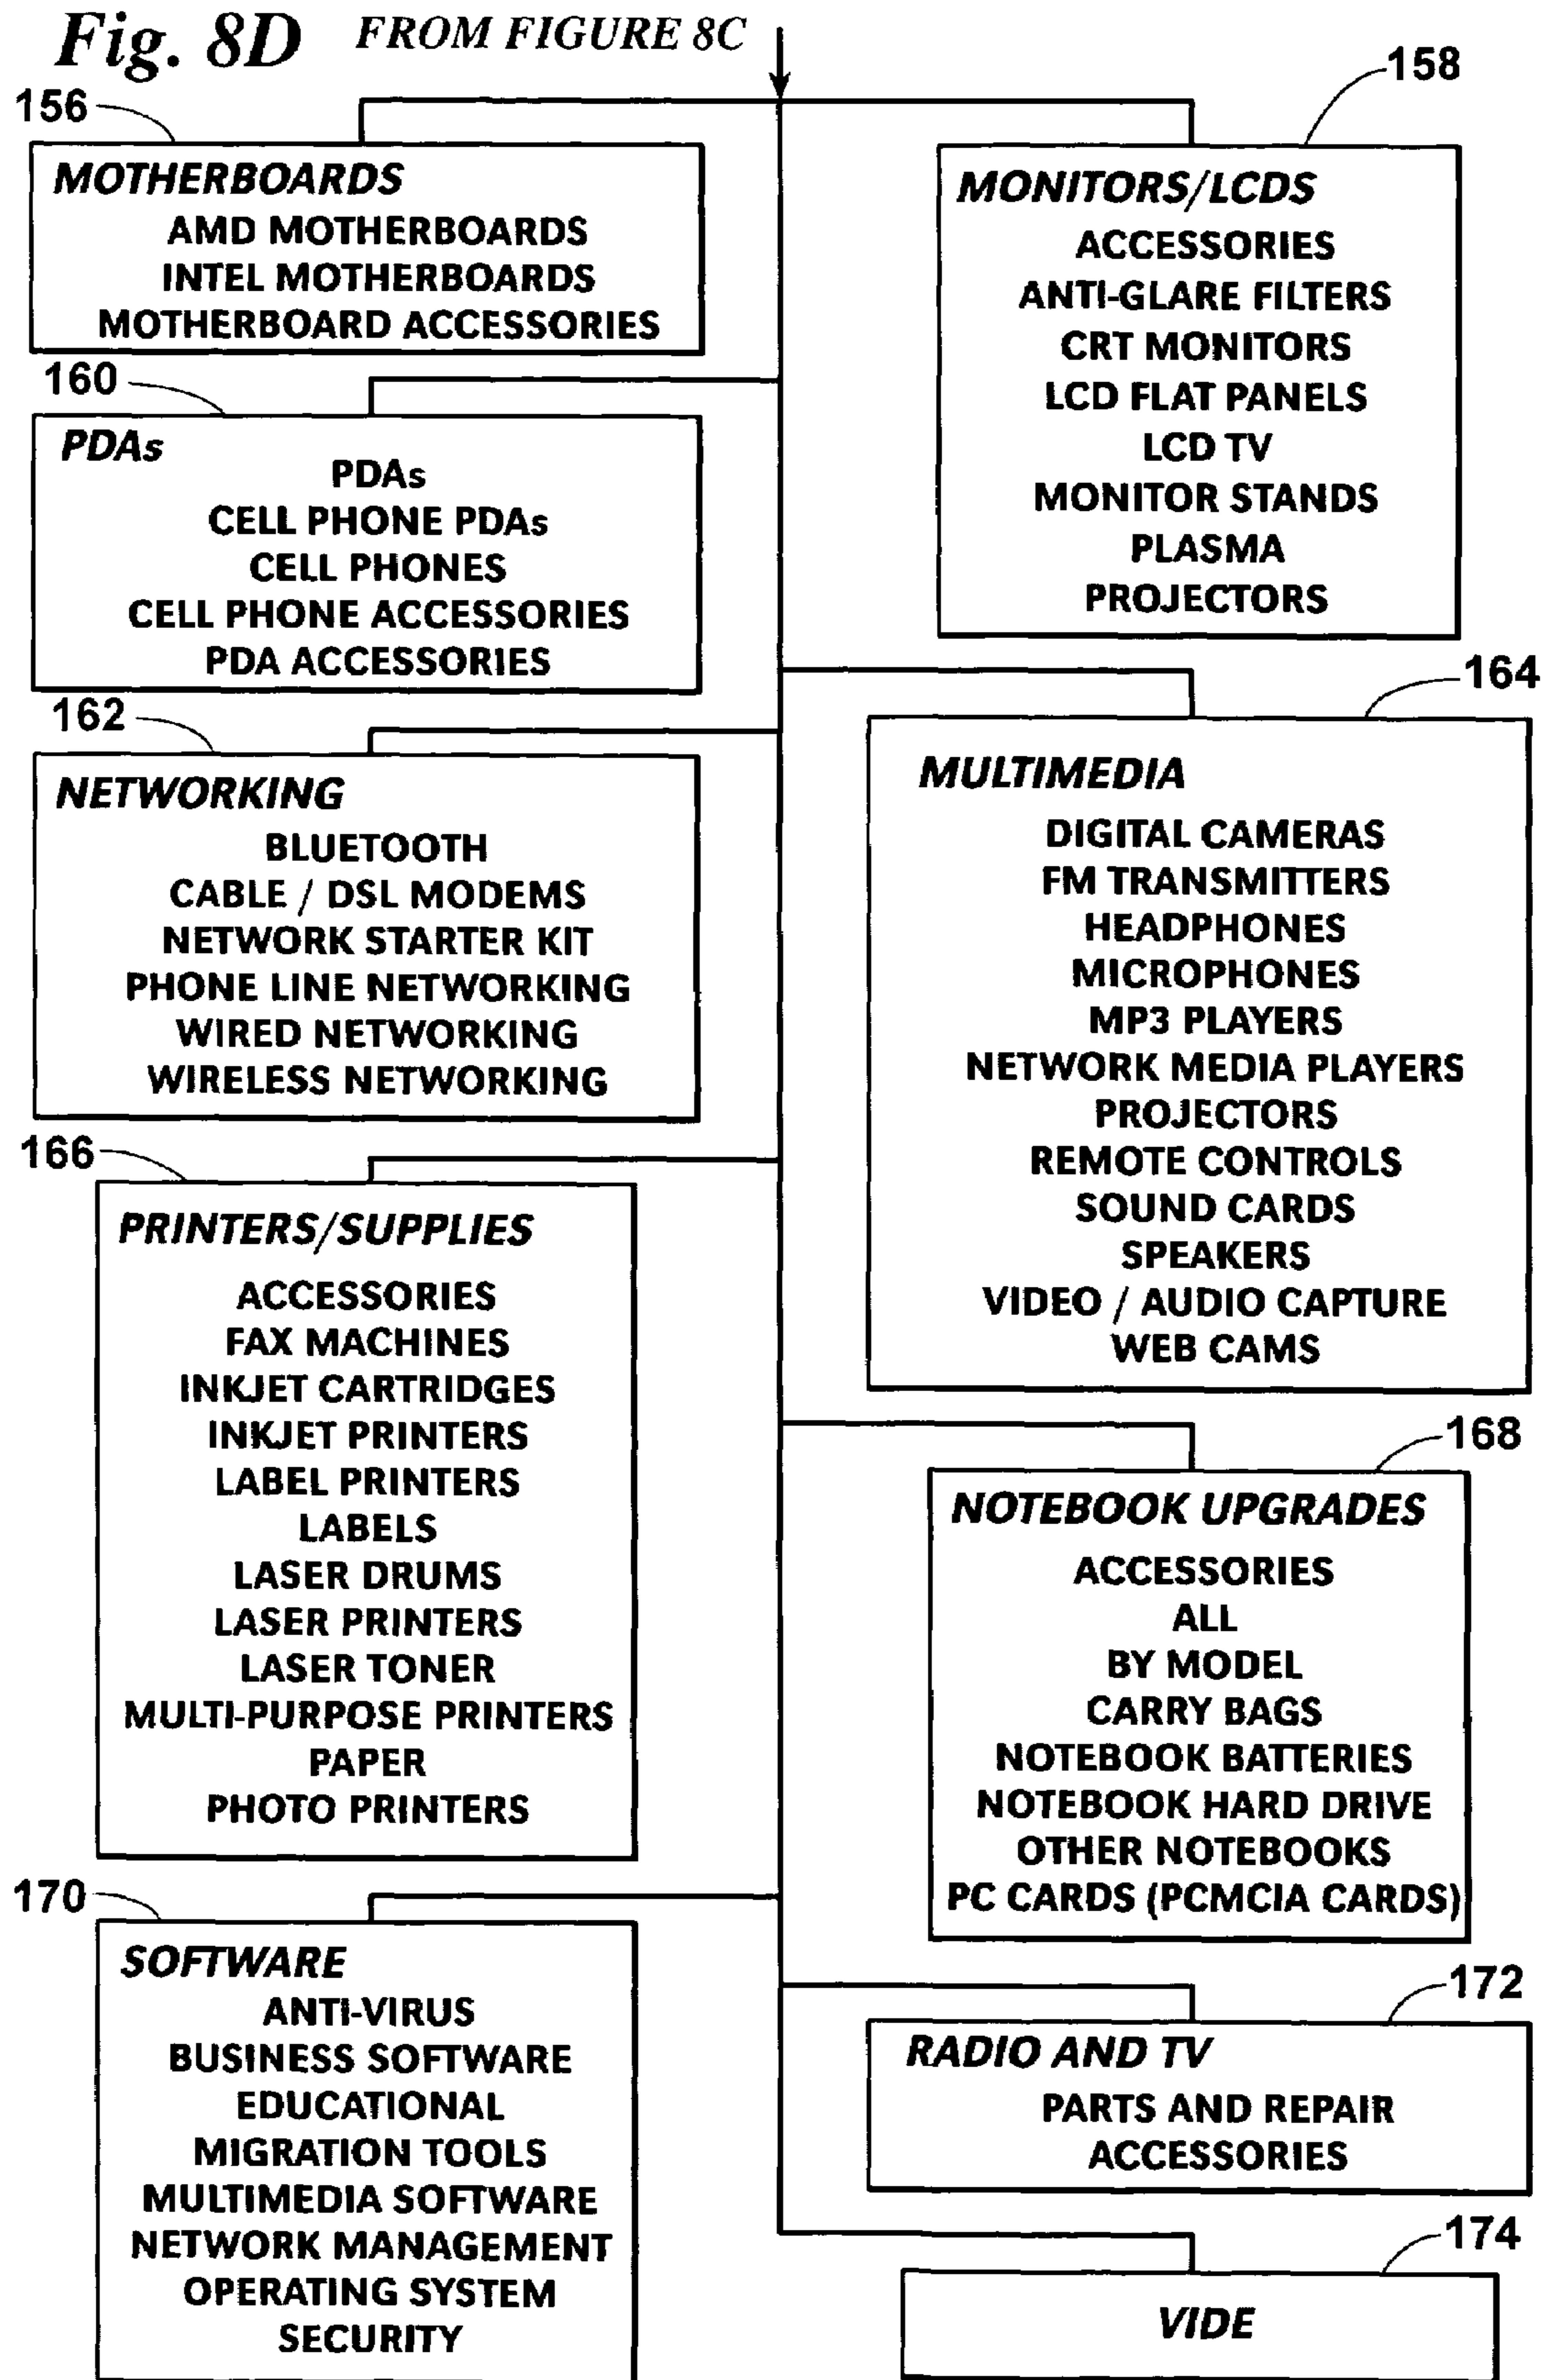 Fig. 8D FROM FIGURE 8C
156
MOTHERBOARDS
AMD MOTHERBOARDS
INTEL MOTHERBOARDS
MOTHERBOARD ACCESSORIES
158
MONITORS/LCDS
ACCESSORIES
ANTI-GLARE FILTERS
CRT MONITORS
LCD FLAT PANELS
LCD TV
MONITOR STANDS
PLASMA
PROJECTORS
160
PDAs
PDAs
CELL PHONE PDAs
CELL PHONES
CELL PHONE ACCESSORIES
PDA ACCESSORIES
162
NETWORKING
BLUETOOTH
CABLE / DSL MODEMS
NETWORK STARTER KIT
PHONE LINE NETWORKING
WIRED NETWORKING
WIRELESS NETWORKING
164
MULTIMEDIA
DIGITAL CAMERAS
FM TRANSMITTERS
HEADPHONES
MICROPHONES
MP3 PLAYERS
NETWORK MEDIA PLAYERS
PROJECTORS
REMOTE CONTROLS
SOUND CARDS
SPEAKERS
VIDEO / AUDIO CAPTURE
WEB CAMS
166
PRINTERS/SUPPLIES
ACCESSORIES
FAX MACHINES
INKJET CARTRIDGES
INKJET PRINTERS
LABEL PRINTERS
LABELS
LASER DRUMS
LASER PRINTERS
LASER TONER
MULTI-PURPOSE PRINTERS
PAPER
PHOTO PRINTERS
168
NOTEBOOK UPGRADES
ACCESSORIES
ALL
BY MODEL
CARRY BAGS
NOTEBOOK BATTERIES
NOTEBOOK HARD DRIVE
OTHER NOTEBOOKS
PC CARDS (PCMCIA CARDS)
170
SOFTWARE
ANTI-VIRUS
BUSINESS SOFTWARE
EDUCATIONAL
MIGRATION TOOLS
MULTIMEDIA SOFTWARE
NETWORK MANAGEMENT
OPERATING SYSTEM
SECURITY
172
RADIO AND TV
PARTS AND REPAIR
ACCESSORIES
174
VIDE